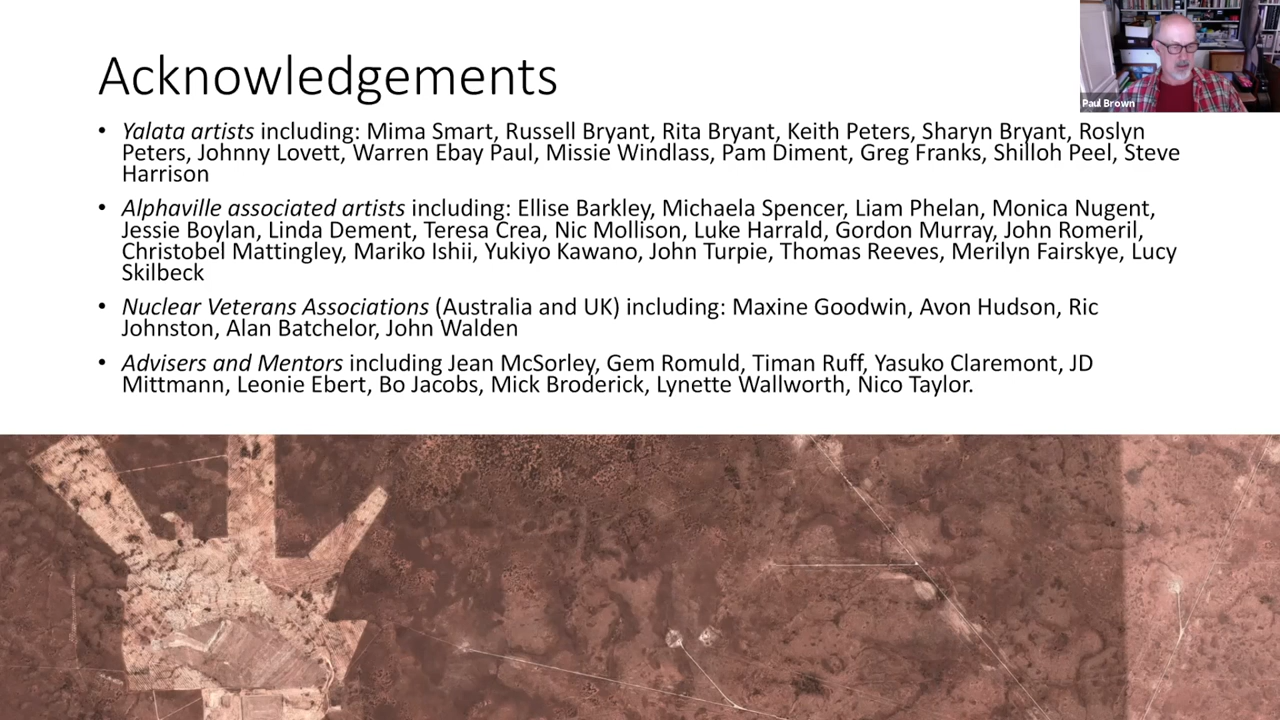 Acknowledgements
Paul Brown
• Yalata artists including: Mima Smart, Russell Bryant, Rita Bryant, Keith Peters, Sharyn Bryant, Roslyn
Peters, Johnny Lovett, Warren Ebay Paul, Missie Windlass, Pam Diment, Greg Franks, Shilloh Peel, Steve
Harrison
• Alphaville associated artists including: Ellise Barkley, Michaela Spencer, Liam Phelan, Monica Nugent,
Jessie Boylan, Linda Dement, Teresa Crea, Nic Mollison, Luke Harrald, Gordon Murray, John Romeril,
Christobel Mattingley, Mariko Ishii, Yukiyo Kawano, John Turpie, Thomas Reeves, Merilyn Fairskye, Lucy
Skilbeck
• Nuclear Veterans Associations (Australia and UK) including: Maxine Goodwin, Avon Hudson, Ric
Johnston, Alan Batchelor, John Walden
• Advisers and Mentors including Jean McSorley, Gem Romuld, Timan Ruff, Yasuko Claremont, JD
Mittmann, Leonie Ebert, Bo Jacobs, Mick Broderick, Lynette Wallworth, Nico Taylor.